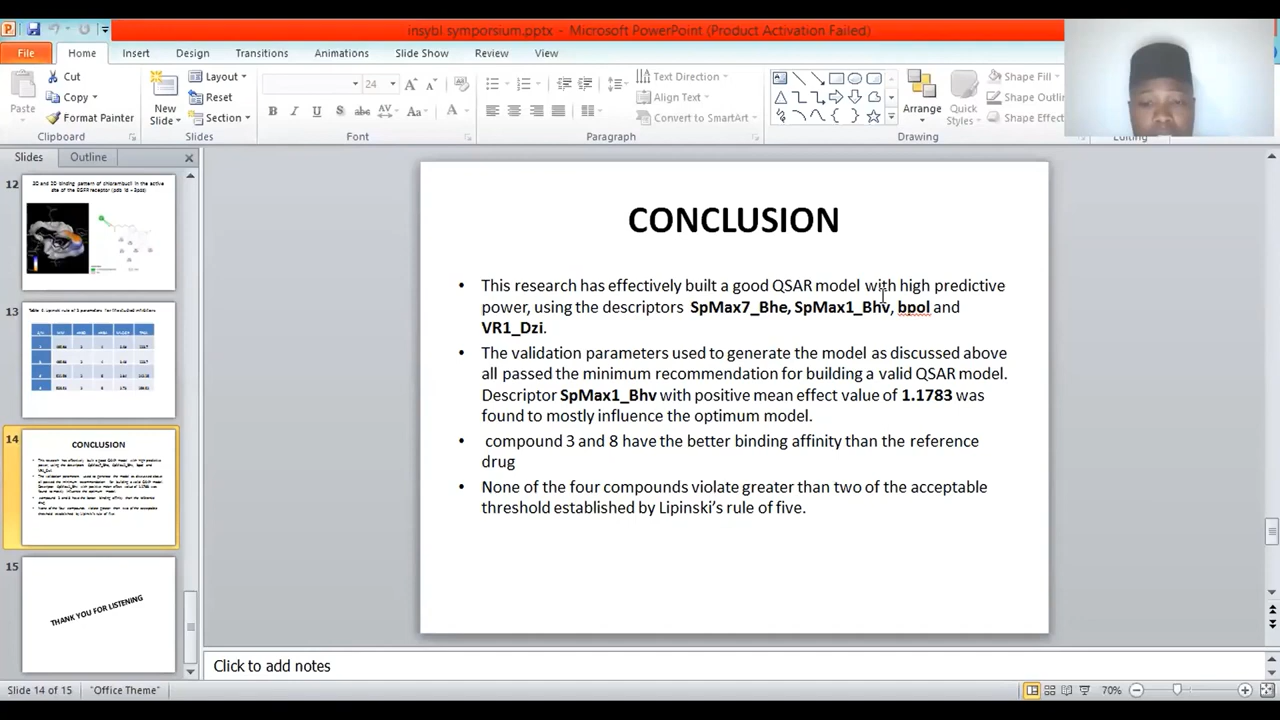 insybl symporsium.pptx - Microsoft PowerPoint (Product Activation Failed)
File Home Insert Design Transitions Animations Slide Show Review View
Cut
Copy
Format Painter
Paste
Clipboard
New Slide
Layout
Reset
Section
Slides
24
Font
Text Direction
Align Text
Convert to SmartArt
Paragraph
Arrange
Quick Styles
Shape Fill
Shape Outlin
Shape Effect
Drawing
Editing
Slides Outline
12
2D and 3D binding pattern of chlorambucil in the active
site of the EGFR receptor
13
14
CONCLUSION
15
THANK YOU FOR LISTENING
CONCLUSION
• This research has effectively built a good QSAR model with high predictive
power, using the descriptors SpMax7_Bhe, SpMax1_Bhv, bpol and
VR1_Dzi.
• The validation parameters used to generate the model as discussed above
all passed the minimum recommendation for building a valid QSAR model.
Descriptor SpMax1_Bhv with positive mean effect value of 1.1783 was
found to mostly influence the optimum model.
• compound 3 and 8 have the better binding affinity than the reference
drug
• None of the four compounds violate greater than two of the acceptable
threshold established by Lipinski's rule of five.
Click to add notes
Slide 14 of 15
"Office Theme"
70%